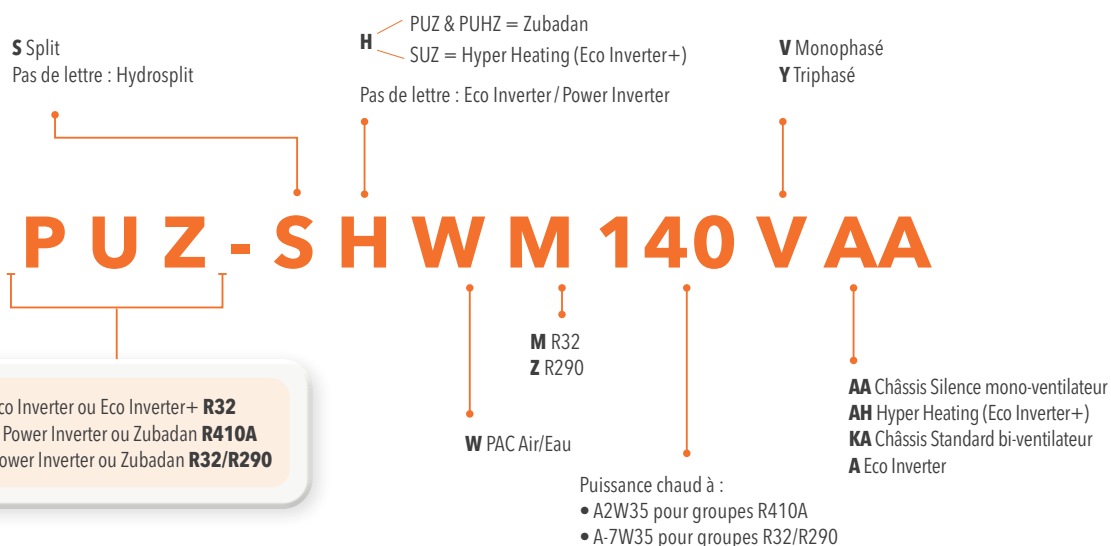 S Split
Pas de lettre : Hydrosplit
H
PUZ & PUHZ = Zubadan
SUZ = Hyper Heating (Eco Inverter+)
Pas de lettre : Eco Inverter / Power Inverter
V Monophasé
Y Triphasé
PUZ-SHWM140VAA
M R32
Z R290
Inverter ou Eco Inverter+ R32
Power Inverter ou Zubadan R410A
Inverter ou Zubadan R32/R290
W PAC Air/Eau
AA Châssis Silence mono-ventilateur
AH Hyper Heating (Eco Inverter+)
KA Châssis Standard bi-ventilateur
A Eco Inverter
Puissance chaud à :
• A2W35 pour groupes R410A
• A-7W35 pour groupes R32/R290